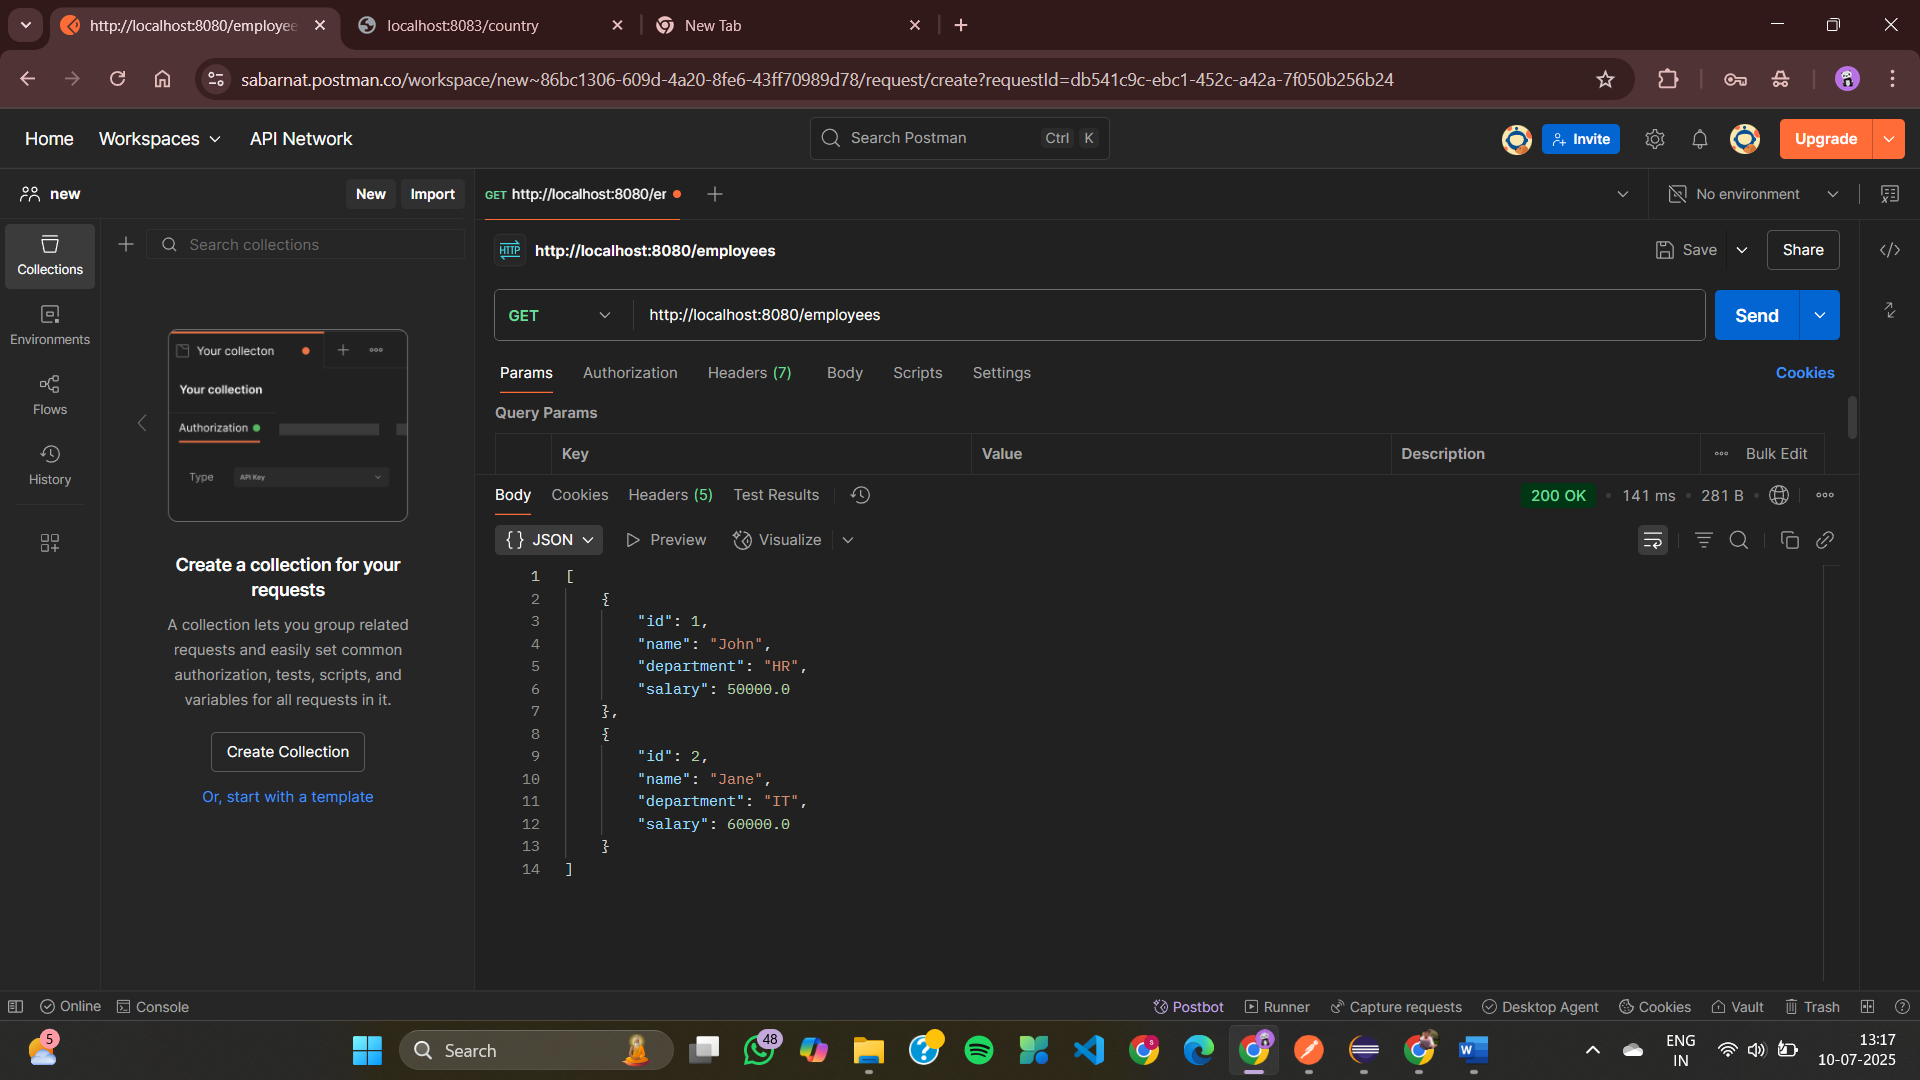 http://localhost:8080/employee
localhost:8083/country
New Tab
sabarnat.postman.co/workspace/new~86bc1306-609d-4a20-8fe6-43ff70989d78/request/create?requestId=db541c9c-ebc1-452c-a42a-7f050b256b24
Home Workspaces API Network
Search Postman Ctrl K
Invite
Upgrade
new New Import
GET http://localhost:8080/er
No environment
Collections
Search collections
HTTP http://localhost:8080/employees
Save Share
Environments
GET http://localhost:8080/employees Send
Flows
History
Your collecton
Your collection
Authorization
Type API Key
Params Authorization Headers (7) Body Scripts Settings Cookies
Query Params
Key Value Description Bulk Edit
Body Cookies Headers (5) Test Results 200 OK 141 ms 281 B
{} JSON Preview Visualize
Create a collection for your
requests
A collection lets you group related
requests and easily set common
authorization, tests, scripts, and
variables for all requests in it.
Create Collection
Or, start with a template
1 [
2 {
3 "id": 1,
4 "name": "John",
5 "department": "HR",
6 "salary": 50000.0
7 },
8 {
9 "id": 2,
10 "name": "Jane",
11 "department": "IT",
12 "salary": 60000.0
13 }
14 ]
Online Console Postbot Runner Capture requests Desktop Agent Cookies Vault Trash
5
Search
48
ENG
IN
13:17
10-07-2025